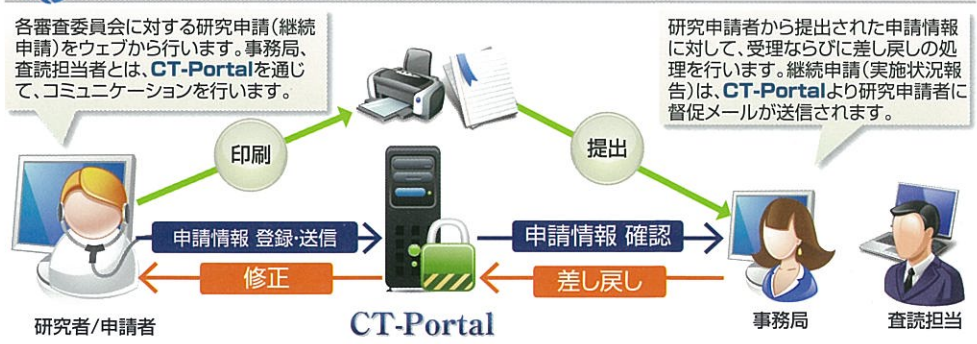 各審査委員会に対する研究申請(継続
申請)をウェブから行います。事務局、
査読担当者とは、CT-Portalを通じ
て、コミュニケーションを行います。
研究申請者から提出された申請情報
に対して、受理ならびに差し戻しの処
理を行います。継続申請(実施状況報
告)は、CT-Portalより研究申請者に
督促メールが送信されます。
印刷
提出
申請情報 登録・送信
申請情報 確認
修正
差し戻し
研究者/申請者
CT-Portal
事務局
査読担当